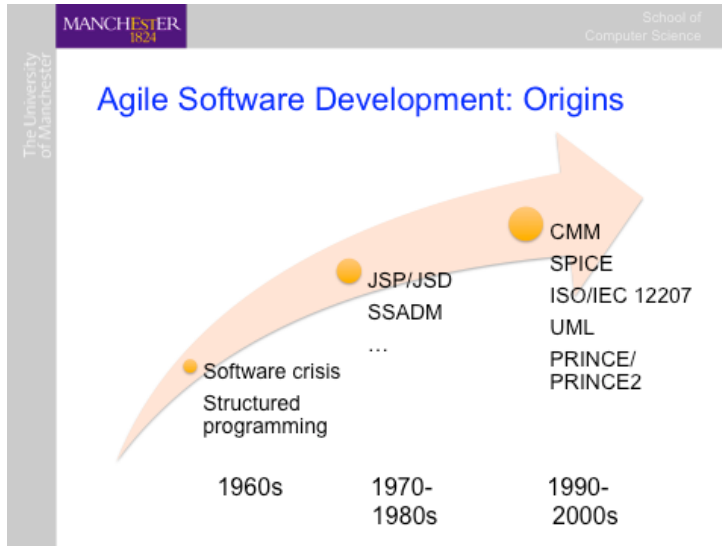 MANCHESTER
1824
School of
Computer Science
The University
of Manchester
Agile Software Development: Origins
Software crisis
Structured
programming
1960s
JSP/JSD
SSADM
…
1970-
1980s
CMM
SPICE
ISO/IEC 12207
UML
PRINCE/
PRINCE2
1990-
2000s